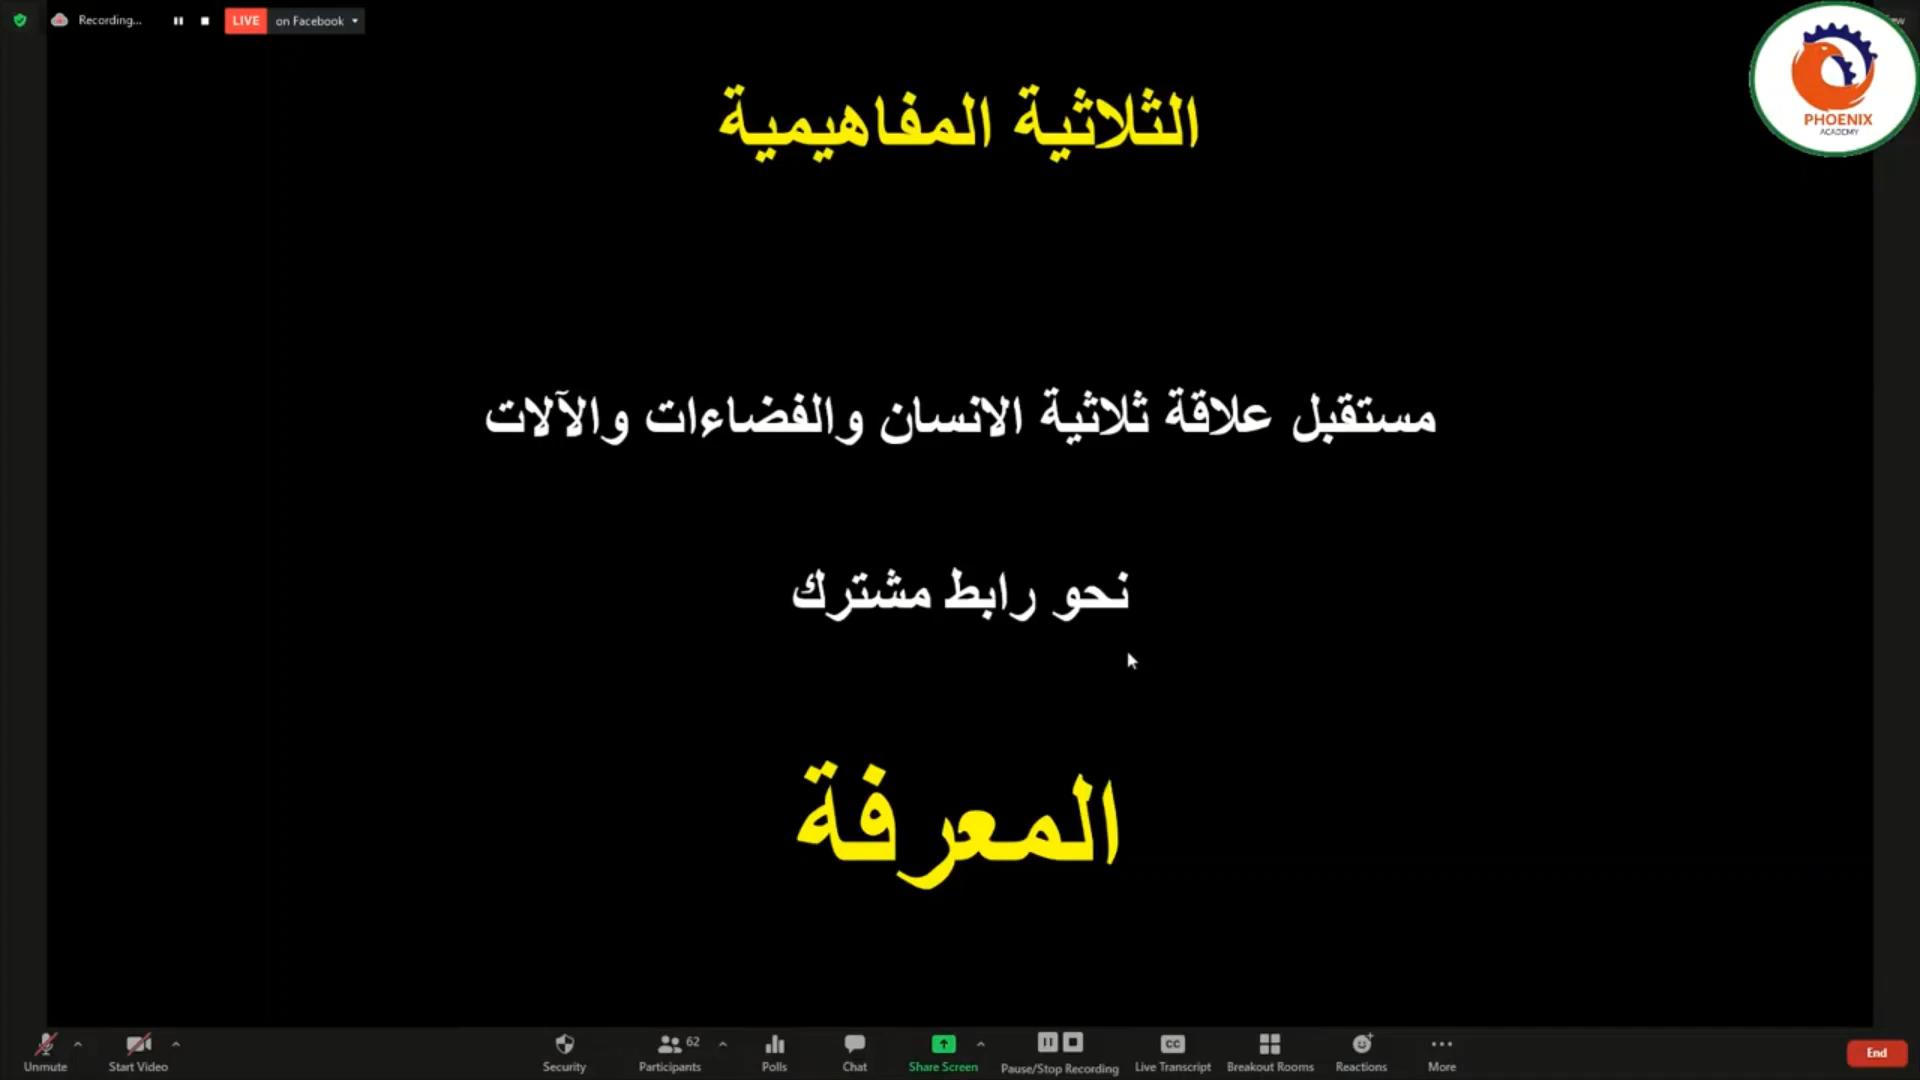 Recording...
LIVE on Facebook
PHOENIX
ACADEMY
الثلاثية المفاهيمية
مستقبل علاقة ثلاثية الانسان والفضاءات والآلات
نحو رابط مشترك
المعرفة
Unmute
Start Video
Security
Participants 62
Polls
Chat
Share Screen
Pause/Stop Recording
CC
Live Transcript
Breakout Rooms
Reactions
More
End